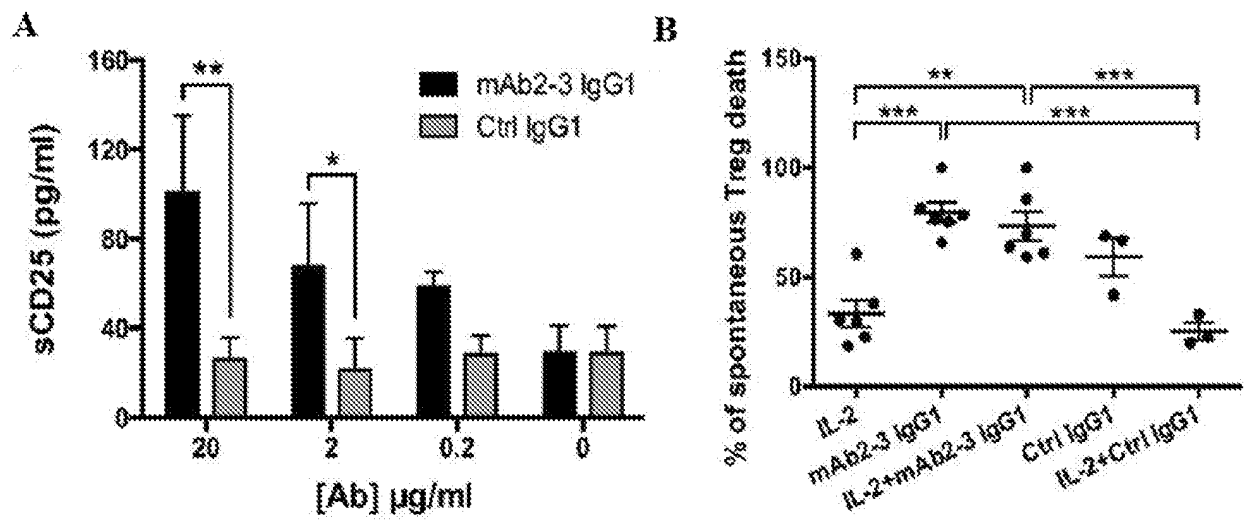 A
160
120
80
40
0
sCD25 (pg/ml)
**
*
mAb2-3 IgG1
Ctrl IgG1
20 2 0.2 0
[Ab] µg/ml
B
150
100
50
0
% of spontaneous Treg death
** ***
*** ***
IL-2
mAb2-3 IgG1
IL-2+mAb2-3 IgG1
Ctrl IgG1
IL-2+Ctrl IgG1